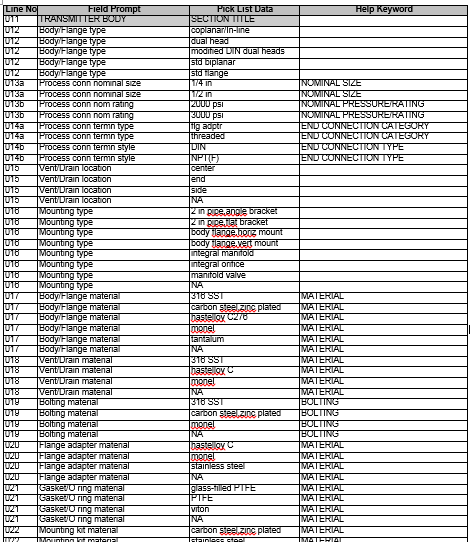 Line No Field Prompt Pick List Data Help Keyword
011 TRANSMITTER BODY SECTION TITLE
012 Body/Flange type coplanar/In-line
012 Body/Flange type dual head
012 Body/Flange type modified DIN dual heads
012 Body/Flange type std biplanar
012 Body/Flange type std flange
013a Process conn nominal size 1/4 in NOMINAL SIZE
013a Process conn nominal size 1/2 in NOMINAL SIZE
013b Process conn nom rating 2000 psi NOMINAL PRESSURE/RATING
013b Process conn nom rating 3000 psi NOMINAL PRESSURE/RATING
014a Process conn termn type flg adptr END CONNECTION CATEGORY
014a Process conn termn type threaded END CONNECTION CATEGORY
014b Process conn termn style DIN END CONNECTION TYPE
014b Process conn termn style NPT(F) END CONNECTION TYPE
015 Vent/Drain location center
015 Vent/Drain location end
015 Vent/Drain location side
015 Vent/Drain location NA
016 Mounting type 2 in pipe,angle bracket
016 Mounting type 2 in pipe,flat bracket
016 Mounting type body flange,horiz mount
016 Mounting type body flange,vert mount
016 Mounting type integral manifold
016 Mounting type integral orifice
016 Mounting type manifold valve
016 Mounting type NA
017 Body/Flange material 316 SST MATERIAL
017 Body/Flange material carbon steel,zinc plated MATERIAL
017 Body/Flange material hastelloy C276 MATERIAL
017 Body/Flange material monel MATERIAL
017 Body/Flange material tantalum MATERIAL
017 Body/Flange material NA MATERIAL
018 Vent/Drain material 316 SST MATERIAL
018 Vent/Drain material hastelloy C MATERIAL
018 Vent/Drain material monel MATERIAL
018 Vent/Drain material NA MATERIAL
019 Bolting material 316 SST BOLTING
019 Bolting material carbon steel,zinc plated BOLTING
019 Bolting material monel BOLTING
019 Bolting material NA BOLTING
020 Flange adapter material hastelloy C MATERIAL
020 Flange adapter material monel MATERIAL
020 Flange adapter material stainless steel MATERIAL
020 Flange adapter material NA MATERIAL
021 Gasket/O ring material glass-filled PTFE MATERIAL
021 Gasket/O ring material PTFE MATERIAL
021 Gasket/O ring material viton MATERIAL
021 Gasket/O ring material NA MATERIAL
022 Mounting kit material carbon steel,zinc plated MATERIAL
022 Mounting kit material stainless steel MATERIAL